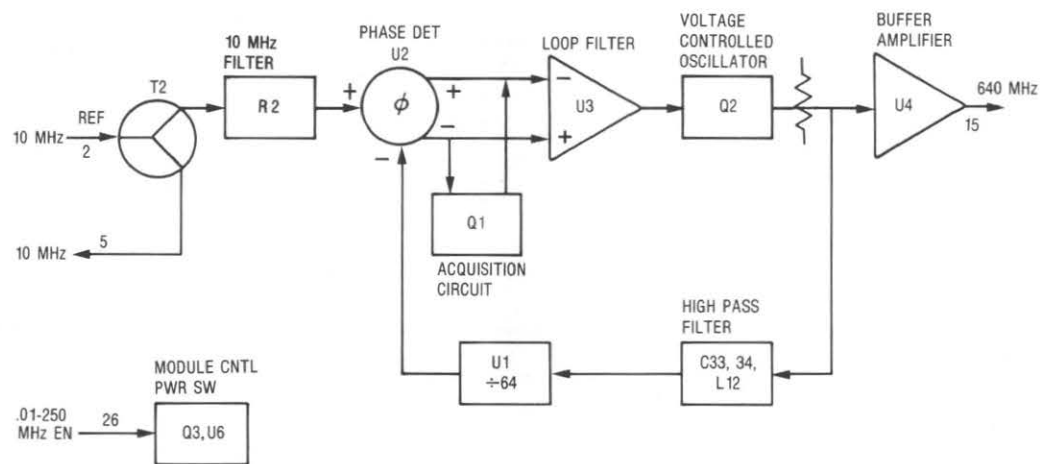 10 MHz
FILTER
R2
T2
REF
10 MHz
2
5
10 MHz
PHASE DET
U2
+
ϕ
+
−
−
LOOP FILTER
−
U3
+
VOLTAGE
CONTROLLED
OSCILLATOR
Q2
BUFFER
AMPLIFIER
U4
640 MHz
15
Q1
ACQUISITION
CIRCUIT
HIGH PASS
FILTER
C33, 34,
L12
U1
÷64
MODULE CNTL
PWR SW
.01-250
MHz EN
26
Q3, U6